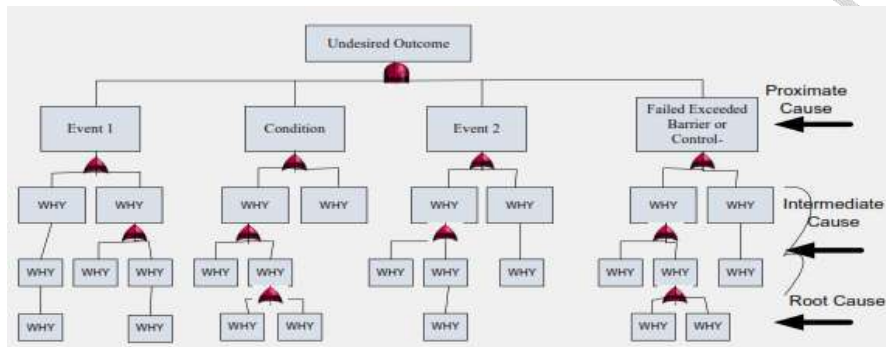 Undesired Outcome
Event 1
Condition
Event 2
Failed Exceeded
Barrier or
Control-
Proximate
Cause
WHY WHY WHY WHY WHY WHY WHY WHY
Intermediate
Cause
WHY WHY WHY WHY WHY WHY WHY WHY WHY WHY WHY
WHY WHY WHY WHY WHY WHY WHY
Root Cause